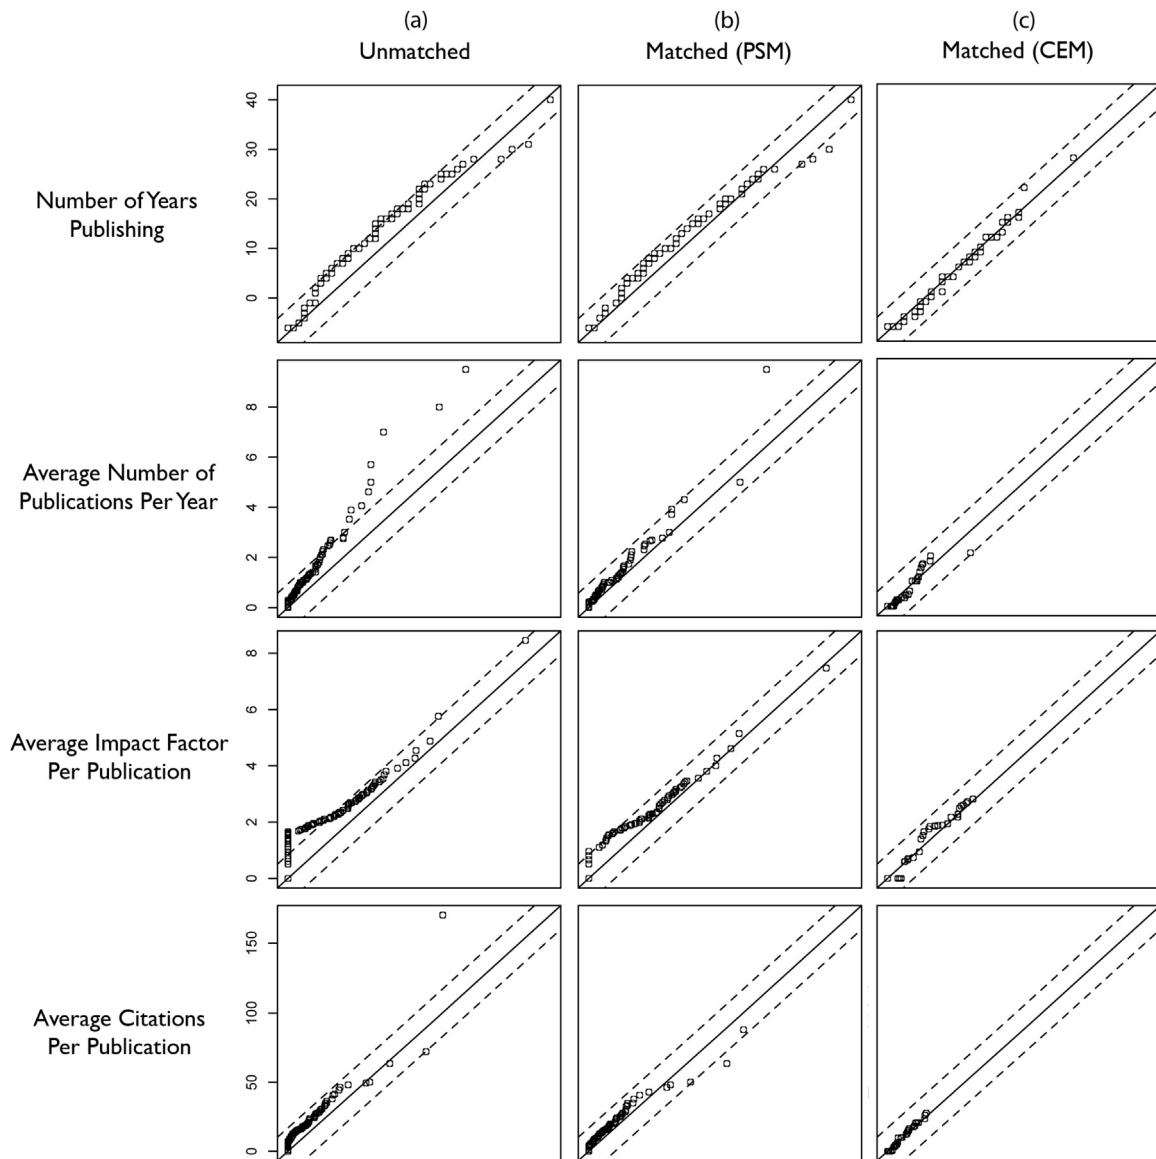 (a)
(b)
(c)
Unmatched
Matched (PSM)
Matched (CEM)
Number of Years
Publishing
40
30
20
10
0
Average Number of
Publications Per Year
8
6
4
2
0
Average Impact Factor
Per Publication
8
6
4
2
0
Average Citations
Per Publication
150
100
50
0